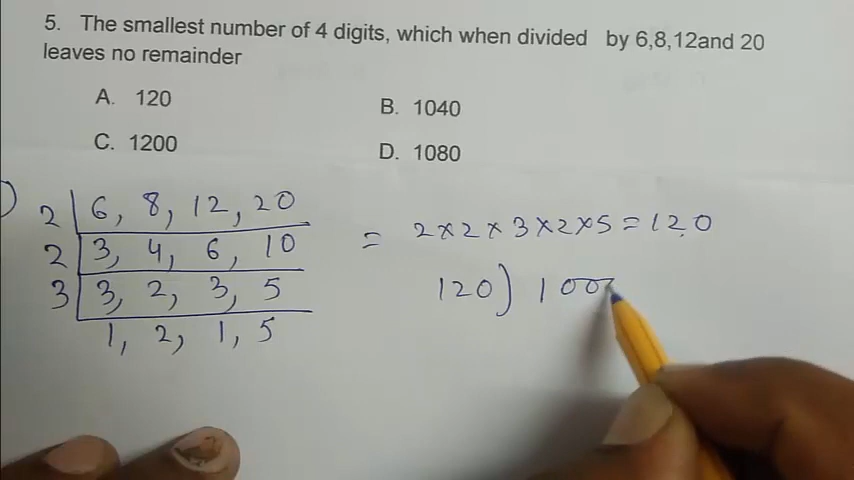 5. The smallest number of 4 digits, which when divided by 6,8,12and 20
leaves no remainder
A. 120
B. 1040
C. 1200
D. 1080
2 | 6, 8, 12, 20
2 | 3, 4, 6, 10
3 | 3, 2, 3, 5
1, 2, 1, 5
= 2×2×3×2×5=120
120) 1000